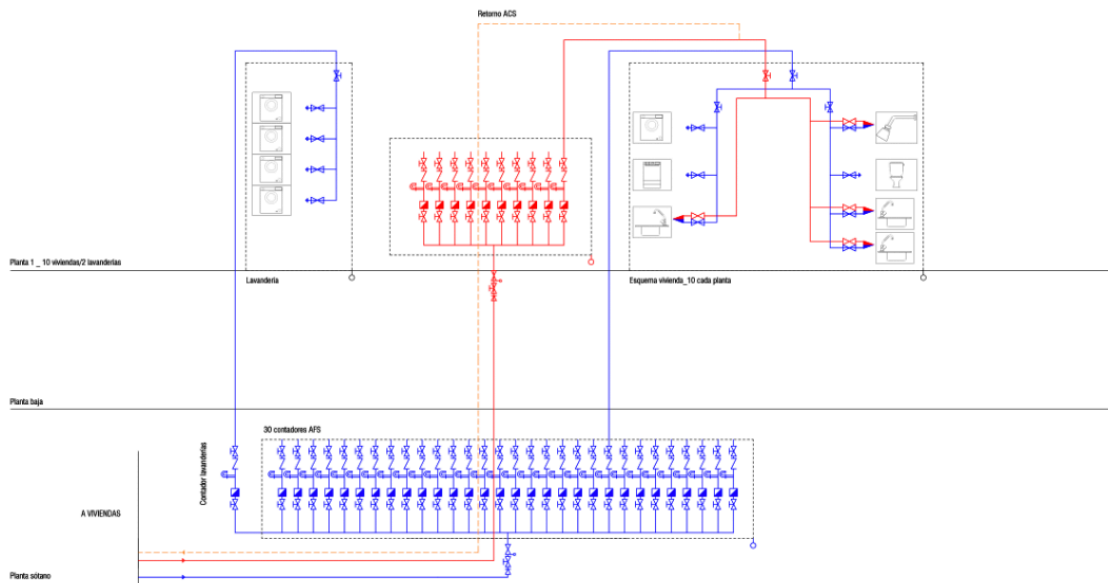 Retorno ACS
Planta 1 _ 10 viviendas/2 lavanderías
Lavandería
Esquema vivienda_10 cada planta
Planta baja
30 contadores AFS
Contador lavanderías
A VIVIENDAS
Planta sótano